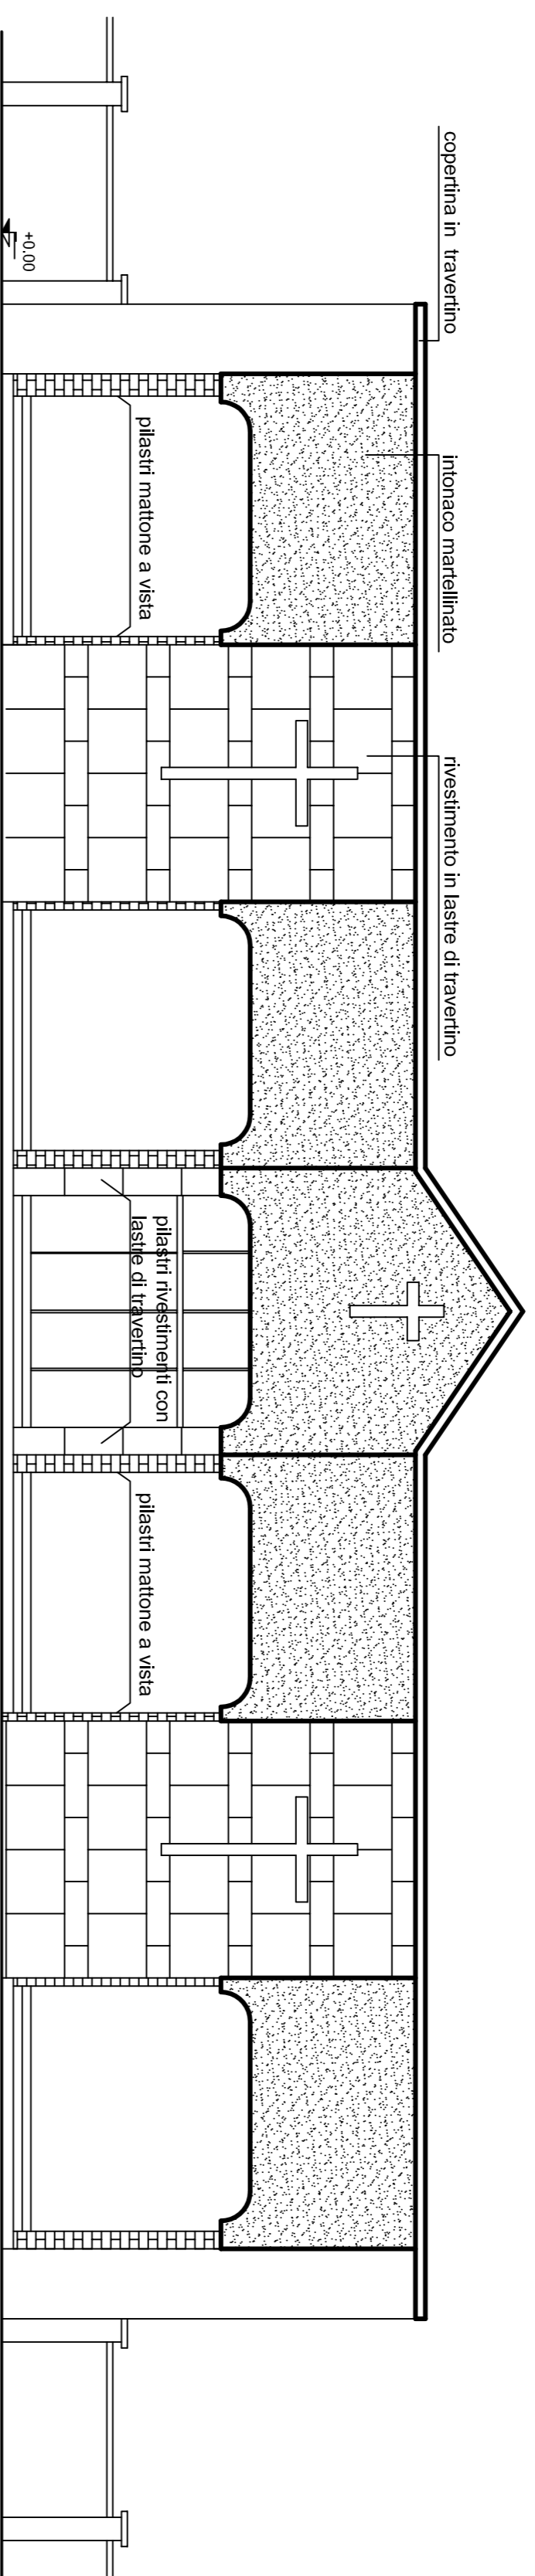 copertina in travertino
intonaco martellinato
rivestimento in lastre di travertino
pilastri mattone a vista
pilastri rivestimenti con
lastre di travertino
pilastri mattone a vista
+0.00